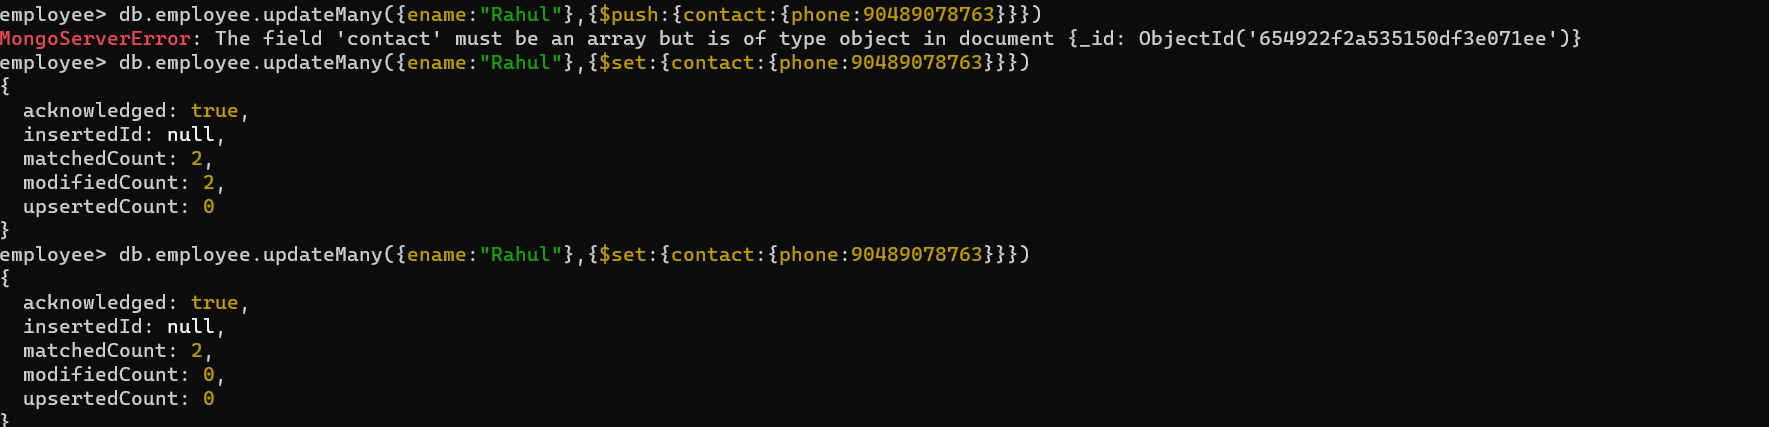 employee> db.employee.updateMany({ename:"Rahul"},{$push:{contact:{phone:90489078763}}})
MongoServerError: The field 'contact' must be an array but is of type object in document {_id: ObjectId('654922f2a535150df3e071ee')}
employee> db.employee.updateMany({ename:"Rahul"},{$set:{contact:{phone:90489078763}}})
{
  acknowledged: true,
  insertedId: null,
  matchedCount: 2,
  modifiedCount: 2,
  upsertedCount: 0
}
employee> db.employee.updateMany({ename:"Rahul"},{$set:{contact:{phone:90489078763}}})
{
  acknowledged: true,
  insertedId: null,
  matchedCount: 2,
  modifiedCount: 0,
  upsertedCount: 0
}